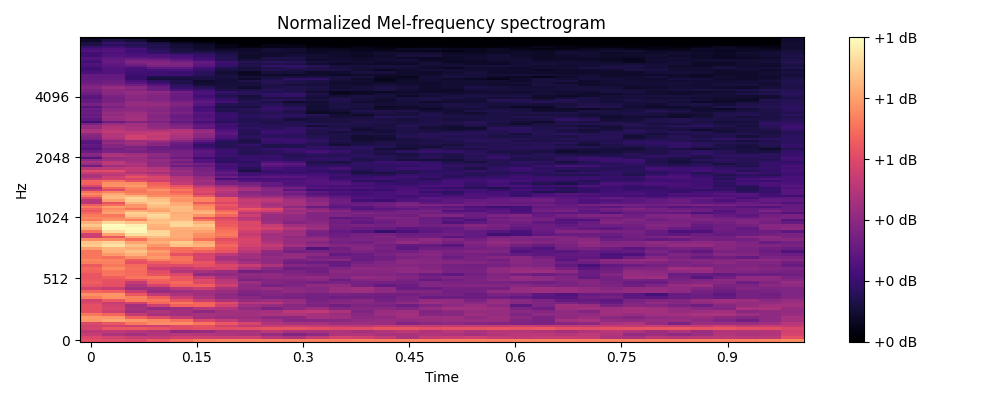 Normalized Mel-frequency spectrogram
Hz
4096
2048
1024
512
0
0 0.15 0.3 0.45 0.6 0.75 0.9
Time
+1 dB
+1 dB
+1 dB
+0 dB
+0 dB
+0 dB